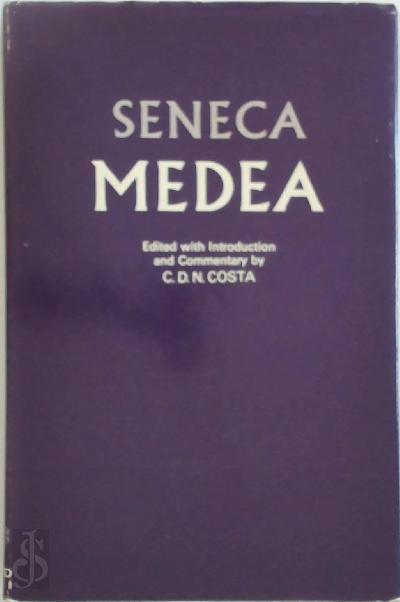 SENECA
MEDEA
Edited with Introduction
and Commentary by
C. D. N. COSTA